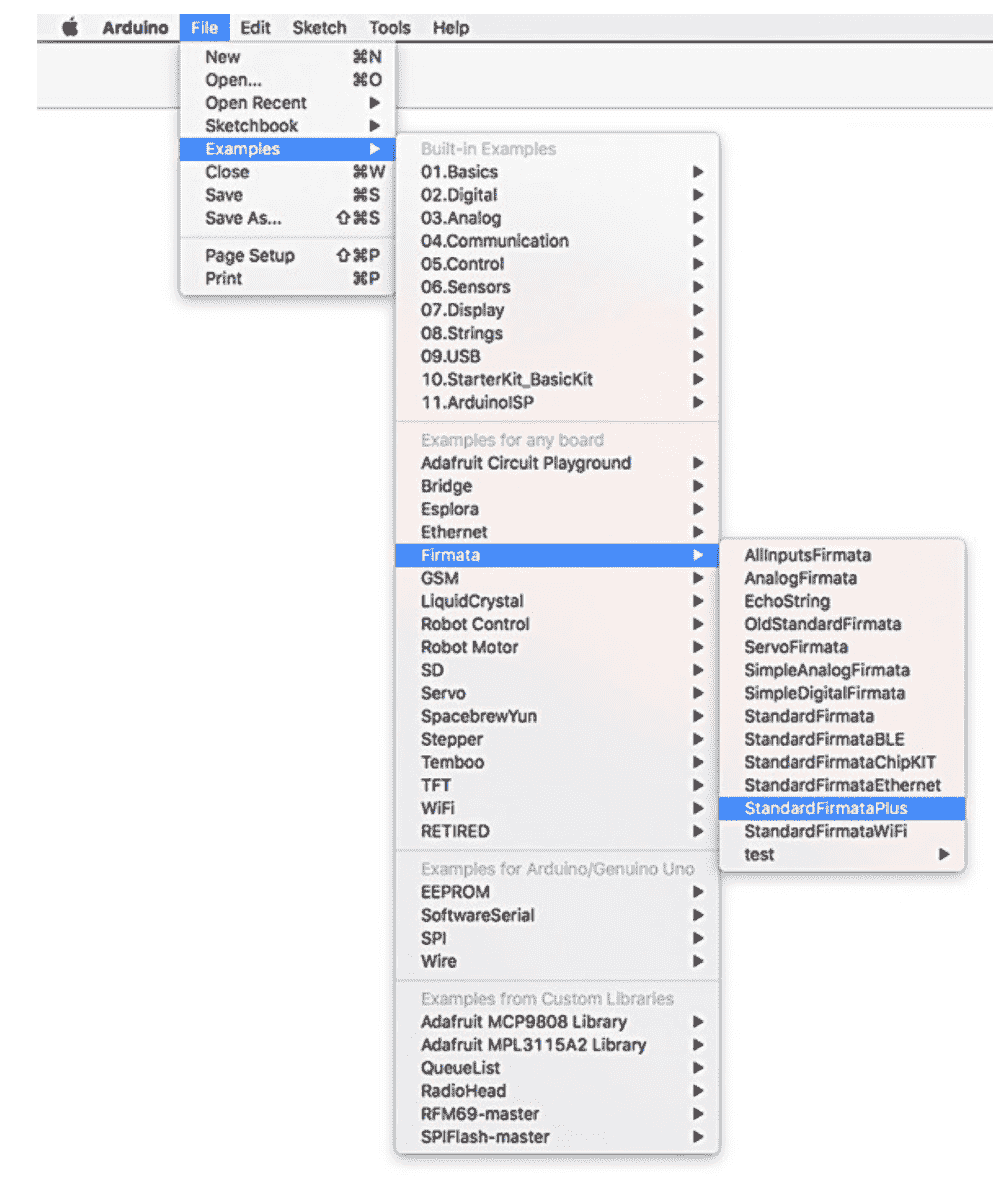 Arduino File Edit Sketch Tools Help
New ⌘N
Open... ⌘O
Open Recent ▶
Sketchbook ▶
Examples ▶
Close ⌘W
Save ⌘S
Save As... ⇧⌘S
Page Setup ⇧⌘P
Print ⌘P
Built-in Examples
01.Basics ▶
02.Digital ▶
03.Analog ▶
04.Communication ▶
05.Control ▶
06.Sensors ▶
07.Display ▶
08.Strings ▶
09.USB ▶
10.StarterKit_BasicKit ▶
11.ArduinoISP ▶
Examples for any board
Adafruit Circuit Playground ▶
Bridge ▶
Esplora ▶
Ethernet ▶
Firmata ▶
GSM ▶
LiquidCrystal ▶
Robot Control ▶
Robot Motor ▶
SD ▶
Servo ▶
SpacebrewYun ▶
Stepper ▶
Temboo ▶
TFT ▶
WiFi ▶
RETIRED ▶
Examples for Arduino/Genuino Uno
EEPROM ▶
SoftwareSerial ▶
SPI ▶
Wire ▶
Examples from Custom Libraries
Adafruit MCP9808 Library ▶
Adafruit MPL3115A2 Library ▶
QueueList ▶
RadioHead ▶
RFM69-master ▶
SPIFlash-master ▶
AllInputsFirmata
AnalogFirmata
EchoString
OldStandardFirmata
ServoFirmata
SimpleAnalogFirmata
SimpleDigitalFirmata
StandardFirmata
StandardFirmataBLE
StandardFirmataChipKIT
StandardFirmataEthernet
StandardFirmataPlus
StandardFirmataWiFi
test ▶